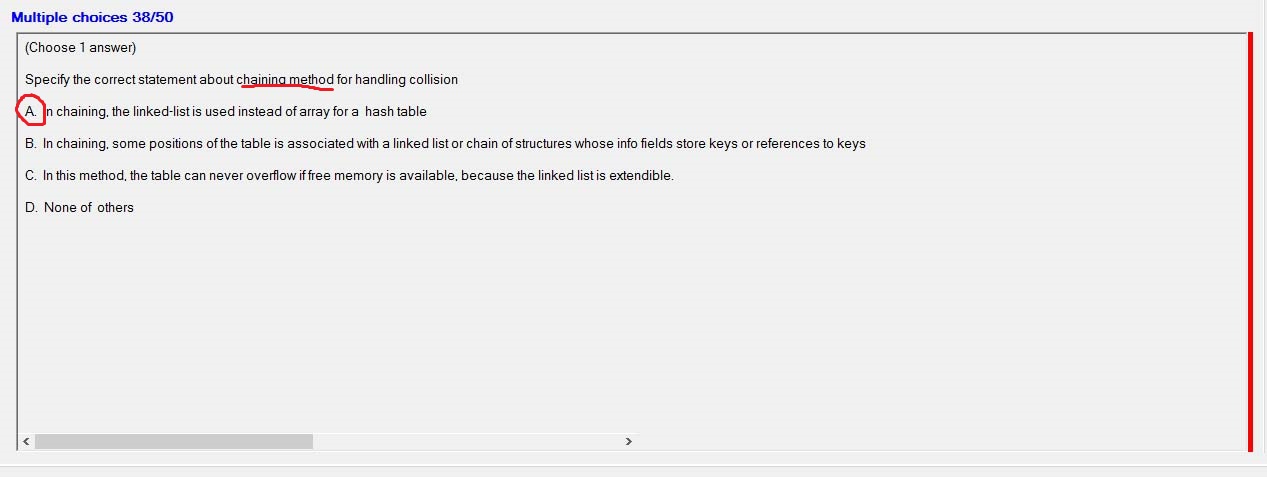 Multiple choices 38/50
(Choose 1 answer)
Specify the correct statement about chaining method for handling collision
A. In chaining, the linked-list is used instead of array for a hash table
B. In chaining, some positions of the table is associated with a linked list or chain of structures whose info fields store keys or references to keys
C. In this method, the table can never overflow if free memory is available, because the linked list is extendible.
D. None of others